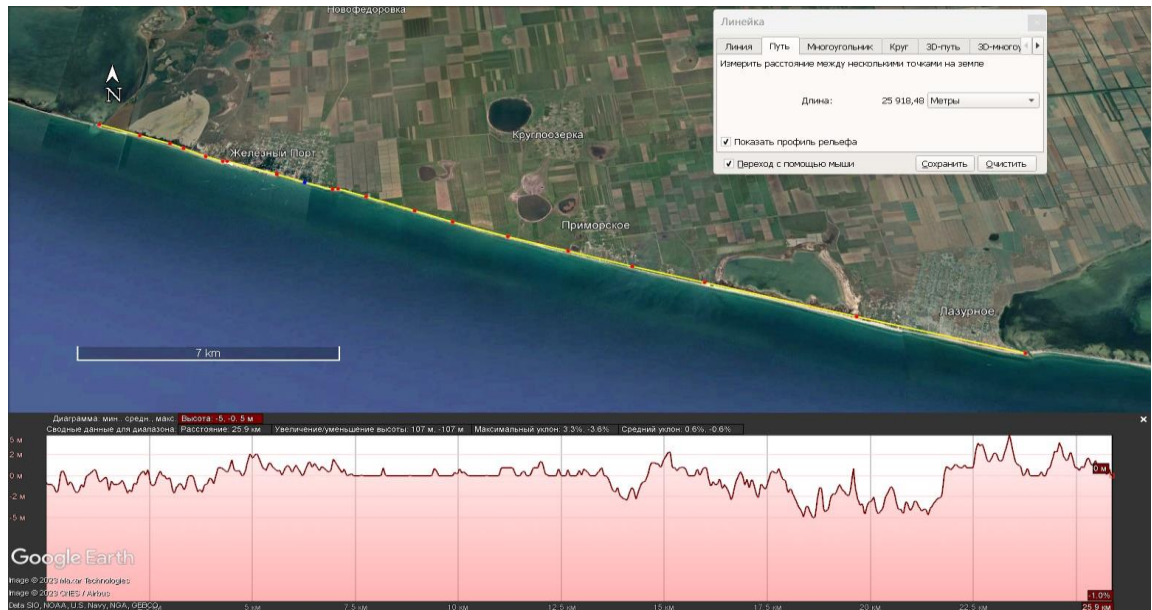 Новофедоровка
Линейка
Линия Путь Многоугольник Круг 3D-путь 3D-многоу
Измерить расстояние между несколькими точками на земле
Длина: 25 918,48 Метры
Показать профиль рельефа
Переход с помощью мыши Сохранить Очистить
N
Круглоозерка
Железный Порт
Приморское
Лазурное
7 km
Диаграмма: мин., средн., макс. Высота: -5, -0, 5 м
Сводные данные для диапазона: Расстояние: 25.9 км Увеличение/уменьшение высоты: 107 м, -107 м Максимальный уклон: 3.3%, -3.6% Средний уклон: 0.6%, -0.6%
5 м
2 м
0 м
0 м
-2 м
-5 м
Google Earth
Image © 2023 Maxar Technologies
Image © 2023 CNES / Airbus
-1.0%
Data SIO, NOAA, U.S. Navy, NGA, GEBCO
2.5 км 5 км 7.5 км 10 км 12.5 км 15 км 17.5 км 20 км 22.5 км 25.9 км